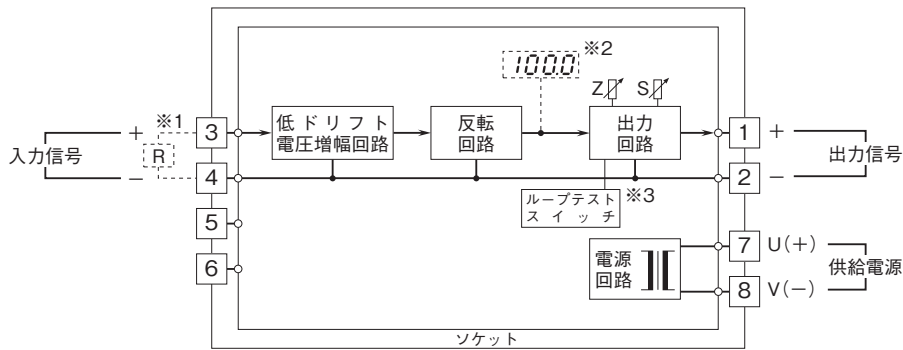 ※2
100.0
Z
S
※1
+
3
低ドリフト
電圧増幅回路
反転
回路
出力
回路
1
+
入力信号
R
出力信号
−
4
2
−
ループテスト
スイッチ
※3
5
6
電源
回路
7
U(+)
供給電源
8
V(−)
ソケット